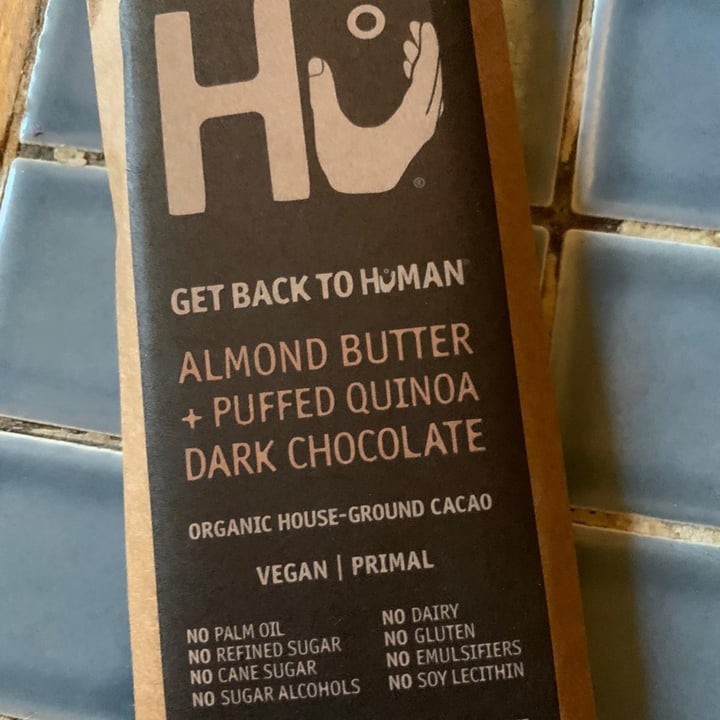 Hu
®
GET BACK TO HUMAN
ALMOND BUTTER
+ PUFFED QUINOA
DARK CHOCOLATE
ORGANIC HOUSE-GROUND CACAO
VEGAN | PRIMAL
NO PALM OIL
NO REFINED SUGAR
NO CANE SUGAR
NO SUGAR ALCOHOLS
NO DAIRY
NO GLUTEN
NO EMULSIFIERS
NO SOY LECITHIN